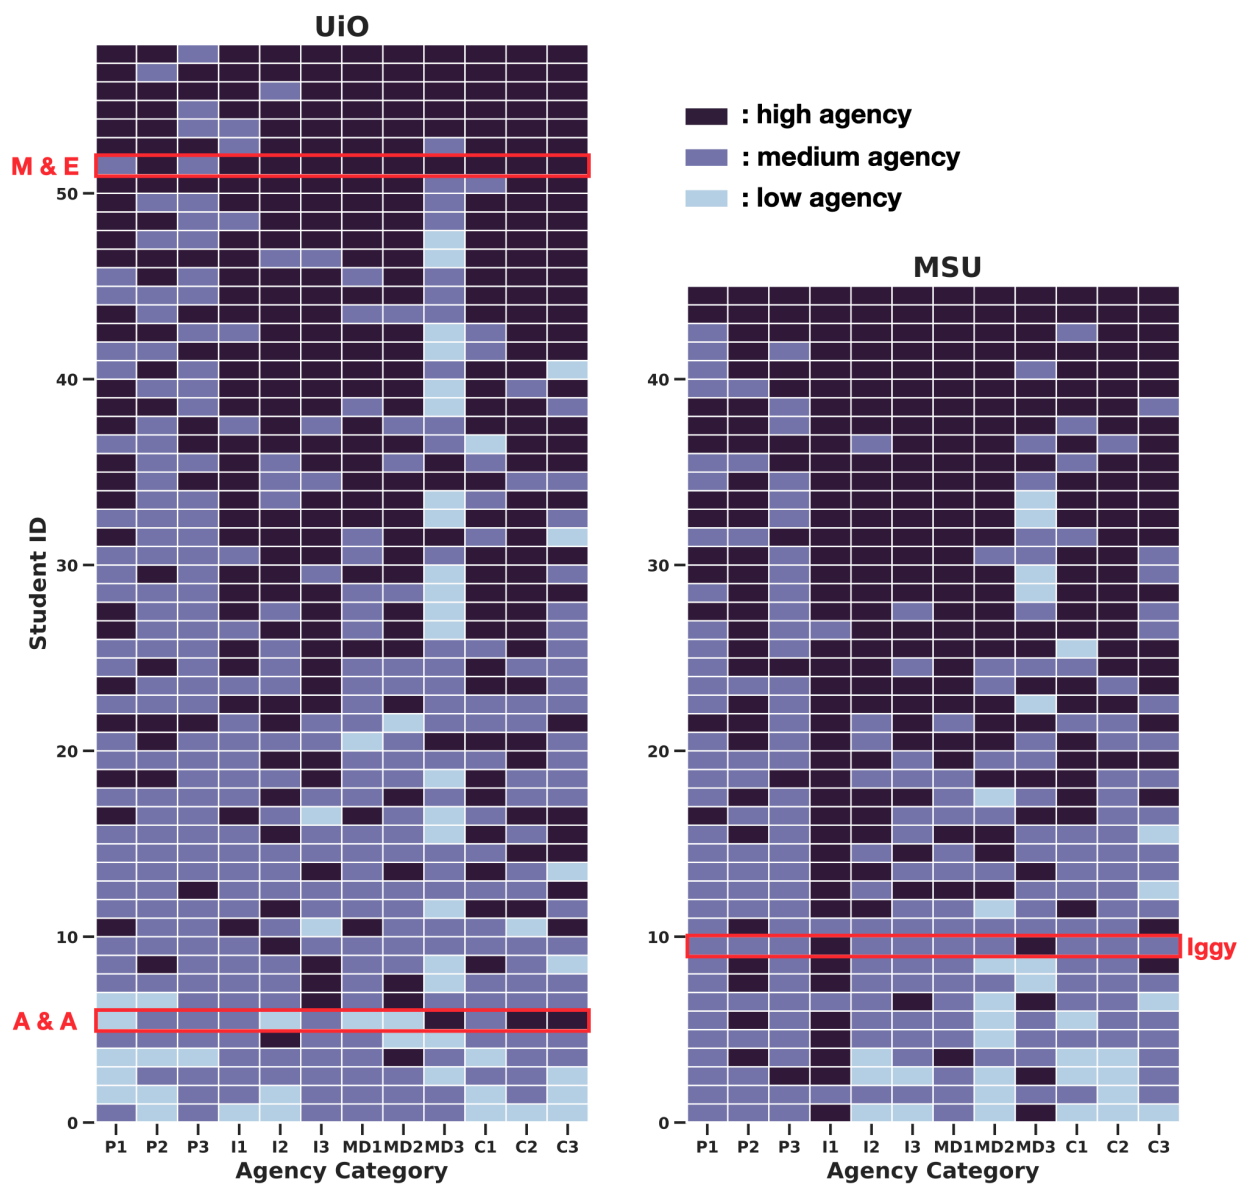 UiO
: high agency
: medium agency
: low agency
M & E
A & A
50
40
30
20
10
0
Student ID
P1 P2 P3 I1 I2 I3 MD1 MD2 MD3 C1 C2 C3
Agency Category
MSU
40
30
20
10
0
Iggy
P1 P2 P3 I1 I2 I3 MD1 MD2 MD3 C1 C2 C3
Agency Category